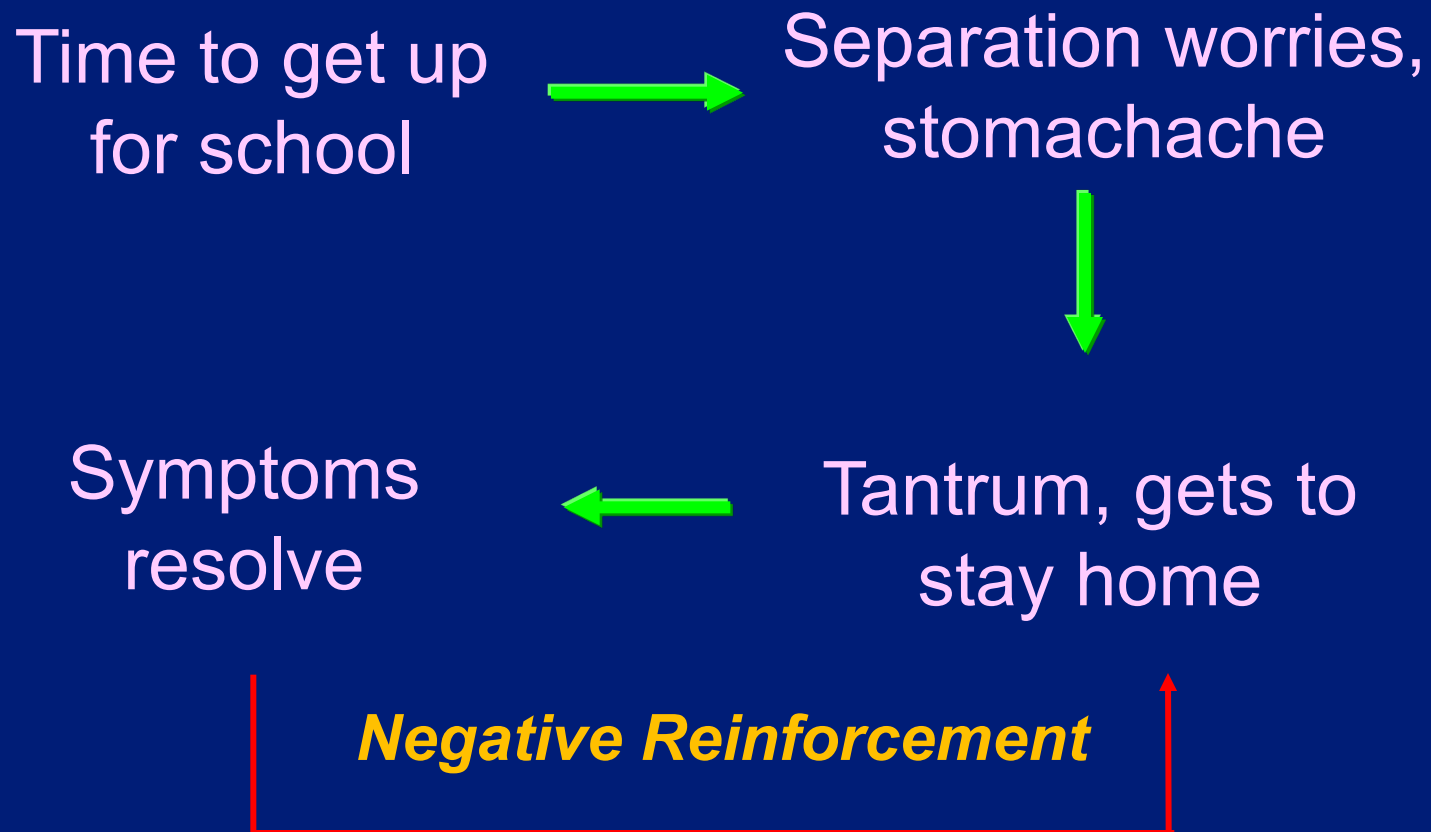 Time to get up
for school
Separation worries,
stomachache
Symptoms
resolve
Tantrum, gets to
stay home
Negative Reinforcement